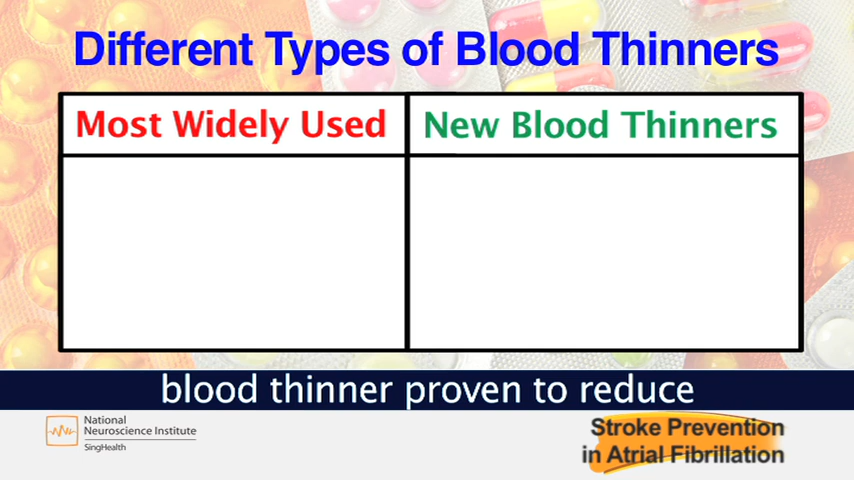 Different Types of Blood Thinners
Most Widely Used
New Blood Thinners
blood thinner proven to reduce
National
Neuroscience Institute
SingHealth
Stroke Prevention
in Atrial Fibrillation